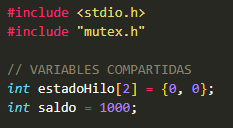 #include <stdio.h>
#include "mutex.h"
// VARIABLES COMPARTIDAS
int estadoHilo[2] = {0, 0};
int saldo = 1000;